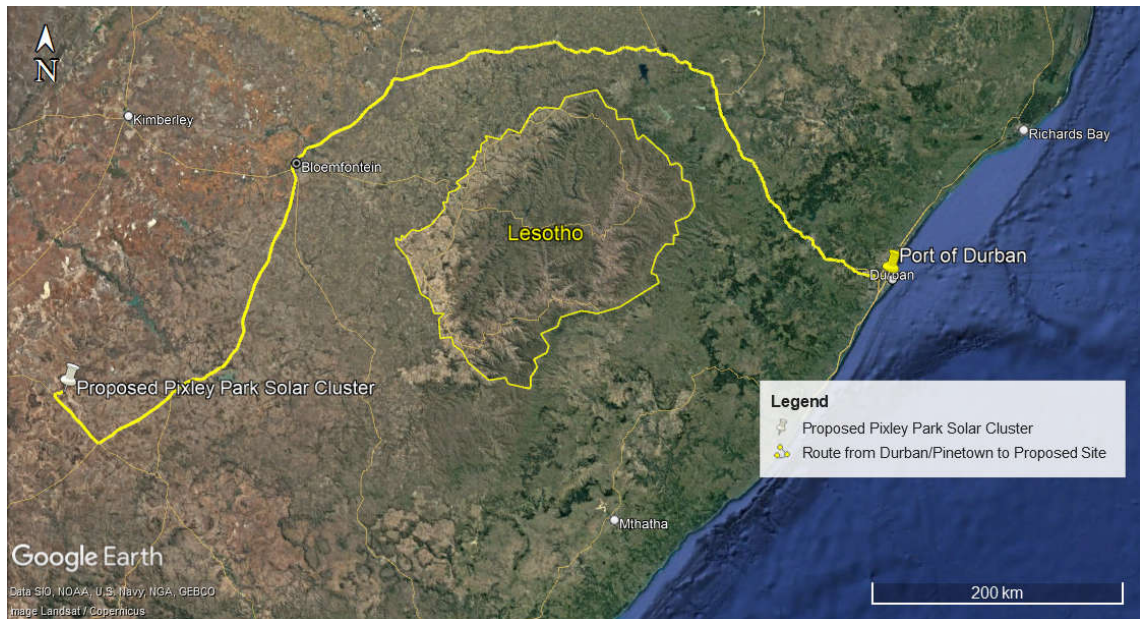 N
Kimberley
Richards Bay
Bloemfontein
Lesotho
Port of Durban
Durban
Proposed Pixley Park Solar Cluster
Legend
Proposed Pixley Park Solar Cluster
Route from Durban/Pinetown to Proposed Site
Mthatha
Google Earth
Data SIO, NOAA, U.S. Navy, NGA, GEBCO
Image Landsat / Copernicus
200 km